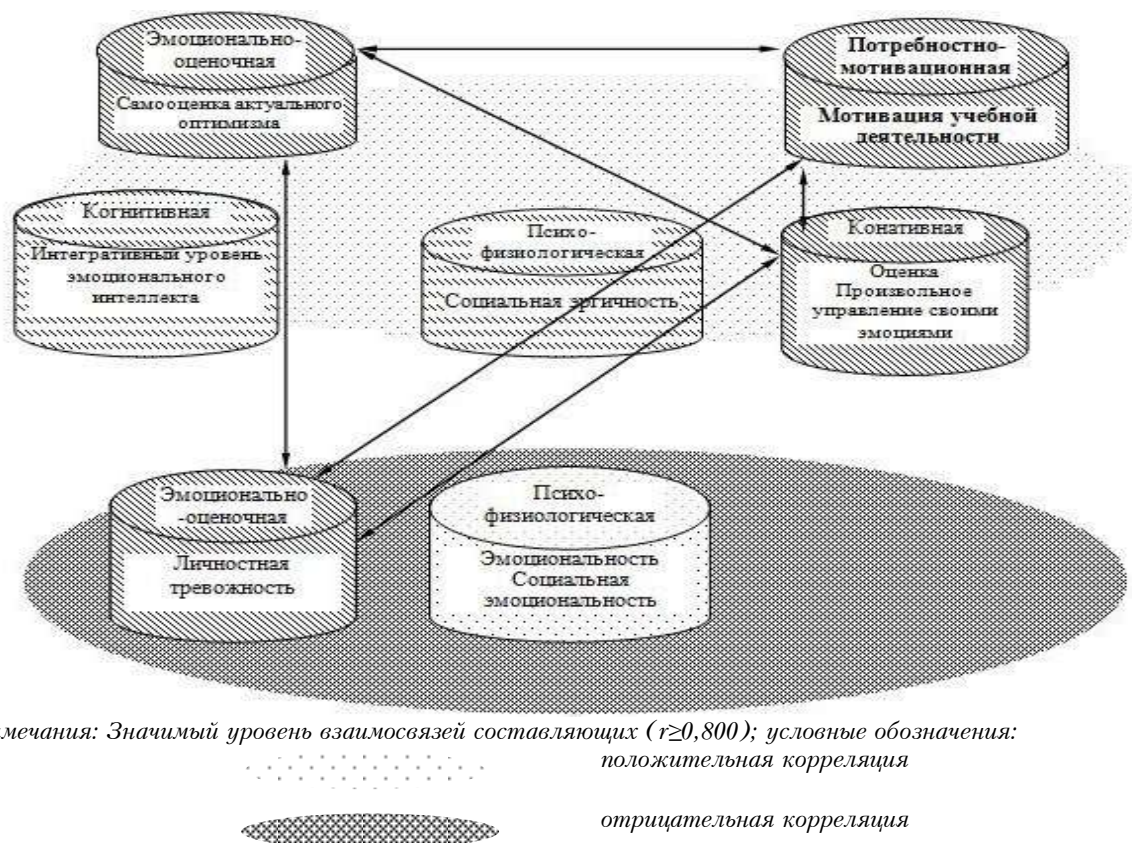 Эмоционально-
оценочная
Самооценка актуального
оптимизма
Потребностно-
мотивационная
Мотивация учебной
деятельности
Когнитивная
Интегративный уровень
эмоционального
интеллекта
Психо-
физиологическая
Социальная эргичность
Конативная
Оценка
Произвольное
управление своими
эмоциями
Эмоционально
-оценочная
Личностная
тревожность
Психо-
физиологическая
Эмоциональность
Социальная
эмоциональность
мечания: Значимый уровень взаимосвязей составляющих (r≥0,800); условные обозначения:
положительная корреляция
отрицательная корреляция